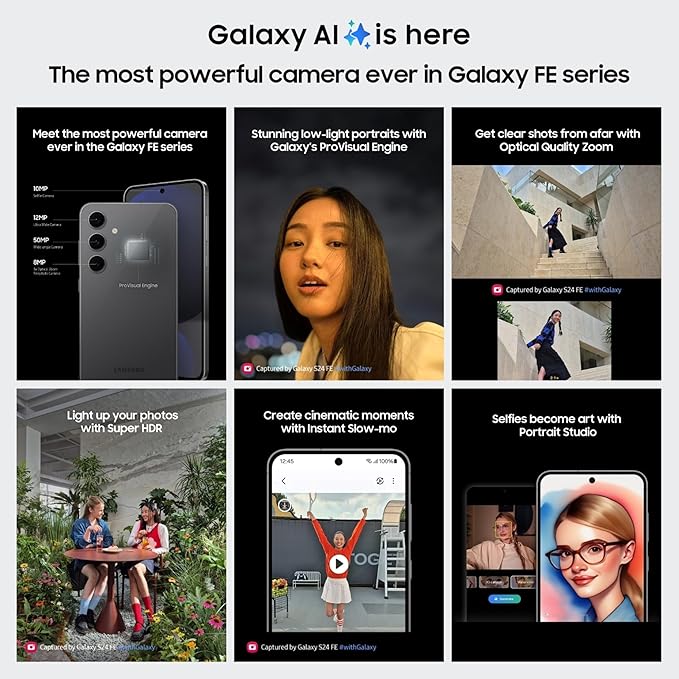 Galaxy AI is here
The most powerful camera ever in Galaxy FE series
Meet the most powerful camera
ever in the Galaxy FE series
10MP
Selfie Camera
12MP
Ultra Wide Camera
50MP
Wide-angle Camera
8MP
3x Optical Zoom
ProVisual Engine
SAMSUNG
Stunning low-light portraits with
Galaxy's ProVisual Engine
Captured by Galaxy S24 FE #withGalaxy
Get clear shots from afar with
Optical Quality Zoom
Captured by Galaxy S24 FE #withGalaxy
Light up your photos
with Super HDR
Captured by Galaxy S24 FE #withGalaxy
Create cinematic moments
with Instant Slow-mo
12:45
100%
TOG
Captured by Galaxy S24 FE #withGalaxy
Selfies become art with
Portrait Studio
Generate